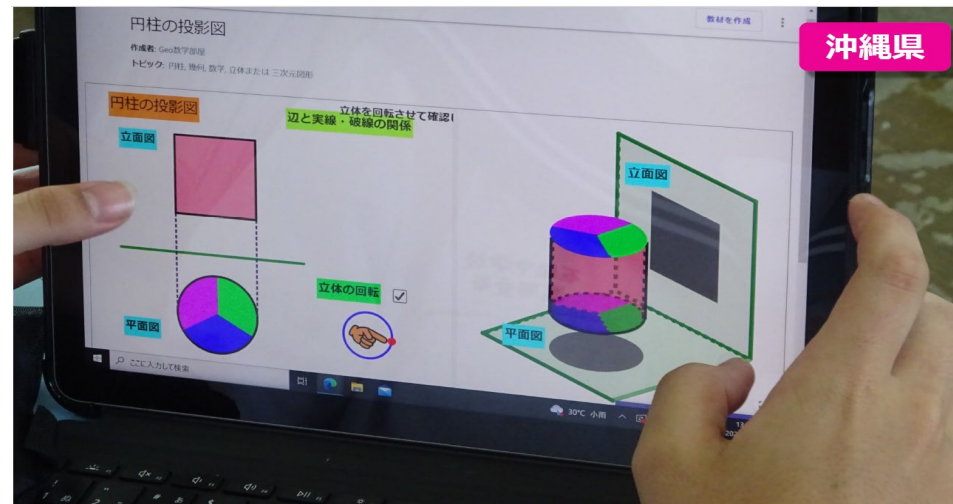 円柱の投影図
教材を作成
沖縄県
作成者: Geo数学部屋
トピック: 円柱, 幾何, 数学, 立体または 三次元図形
円柱の投影図
立体を回転させて確認し
辺と実線・破線の関係
立面図
立面図
立体の回転
平面図
平面図
ここに入力して検索
30°C 小雨